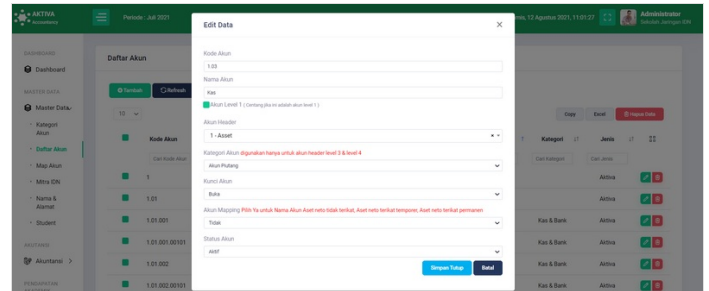 AKTIVA
Accountancy
Periode : Juli 2021
Kamis, 12 Agustus 2021, 11:01:27
Administrator
Sekolah Jaringan IDN
DASHBOARD
Dashboard
MASTER DATA
Master Data
Kategori
Akun
Daftar Akun
Map Akun
Mitra IDN
Nama &
Alamat
Student
AKUTANSI
Akuntansi
PENDAPATAN
Daftar Akun
Tambah
Refresh
10
Kode Akun
Cari Kode Akun
1
1.01
1.01.001
1.01.001.00101
1.01.002
1.01.002.00101
Edit Data
×
Kode Akun
1.03
Nama Akun
Kas
Akun Level 1 ( Centang jika ini adalah akun level 1 )
Akun Header
1 - Asset
Kategori Akun digunakan hanya untuk akun header level 3 & level 4
Akun Piutang
Kunci Akun
Buka
Akun Mapping Pilih Ya untuk Nama Akun Aset neto tidak terikat, Aset neto terikat temporer, Aset neto terikat permanen
Tidak
Status Akun
Aktif
Simpan Tutup
Batal
Copy
Excel
Hapus Data
Kategori
Jenis
Cari Kategori
Cari Jenis
Aktiva
Aktiva
Kas & Bank
Aktiva
Kas & Bank
Aktiva
Kas & Bank
Aktiva
Kas & Bank
Aktiva